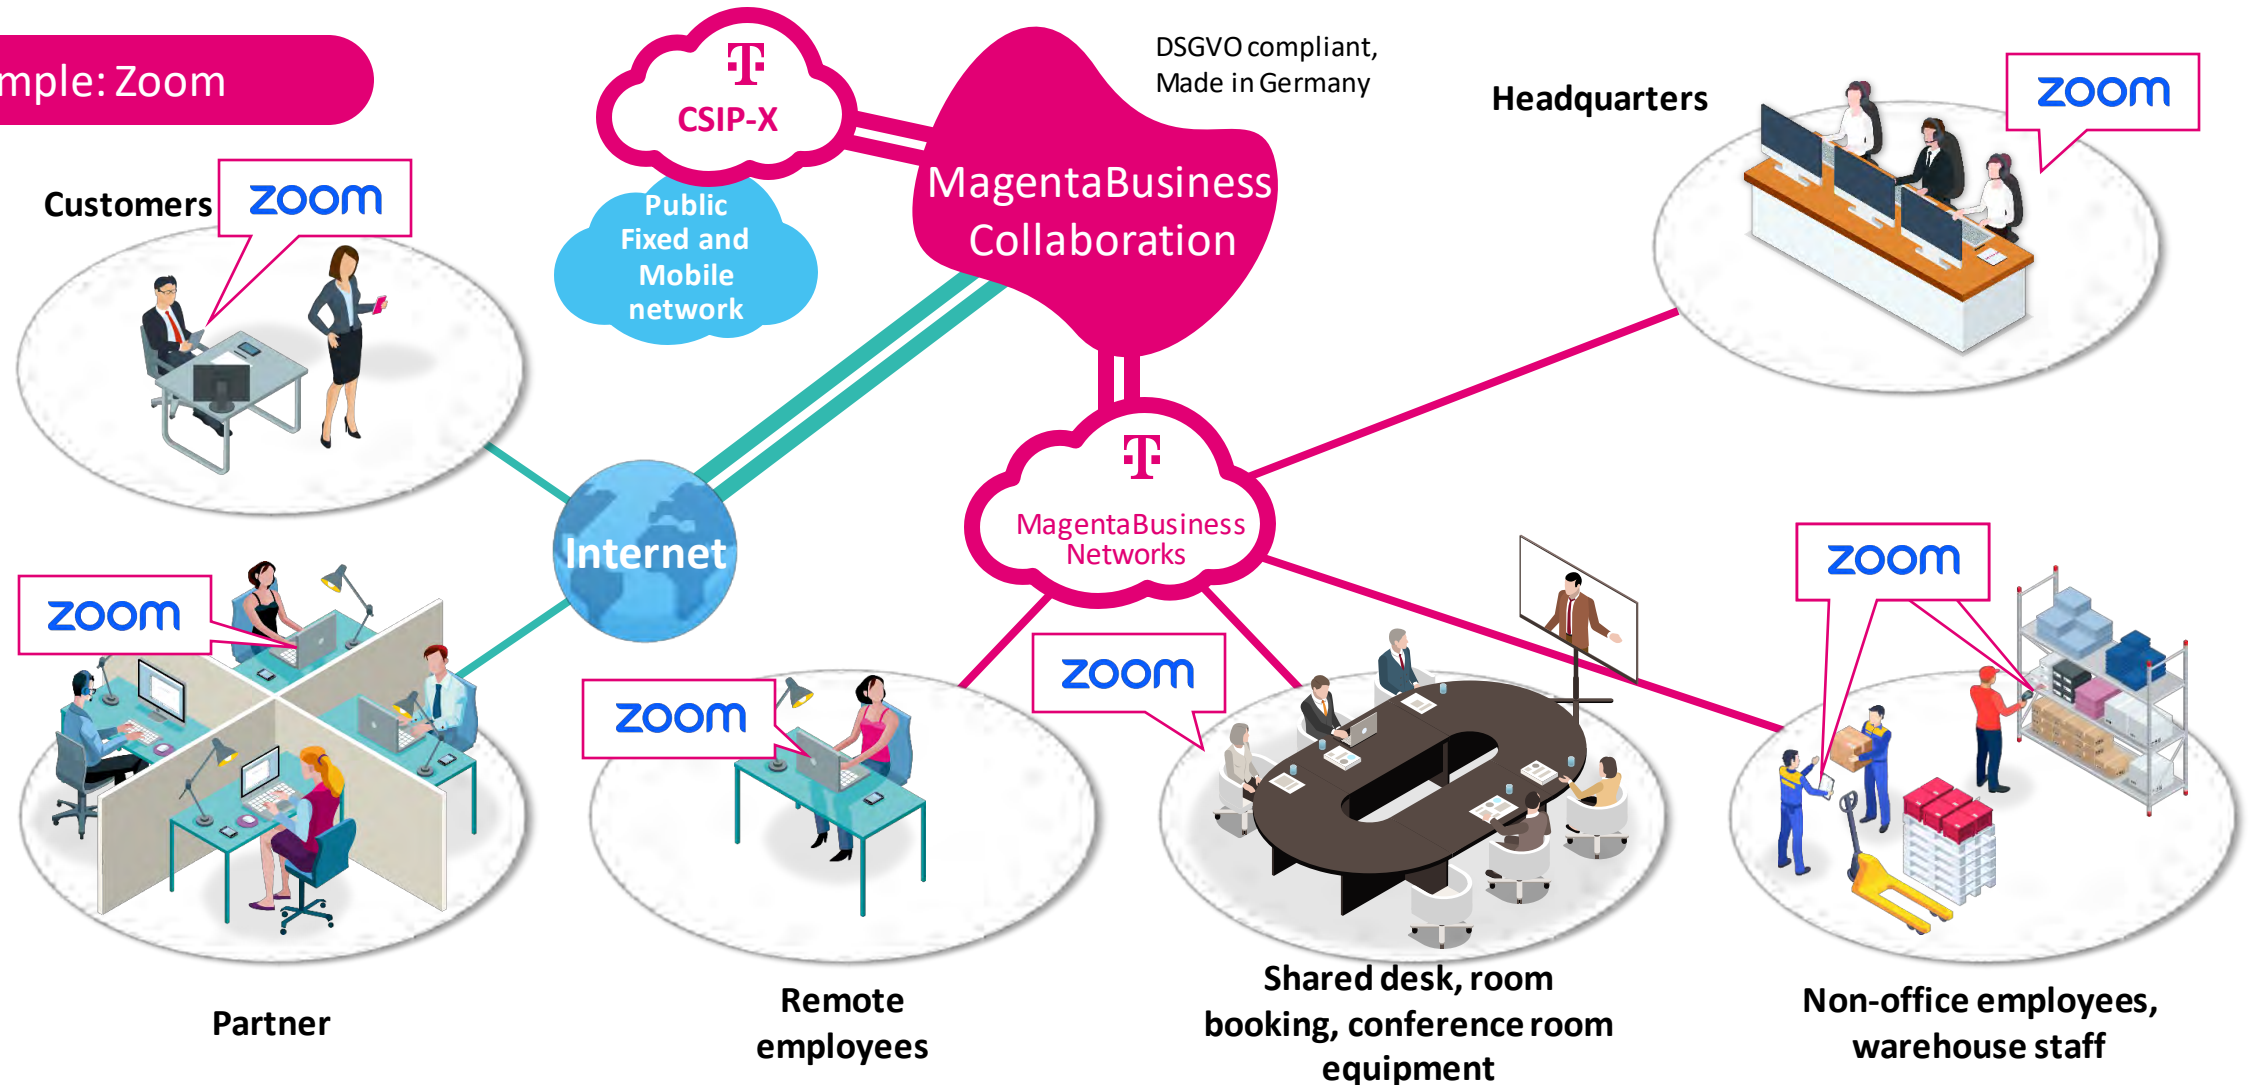 mple: Zoom
T
CSIP-X
DSGVO compliant,
Made in Germany
Headquarters
zoom
Customers
zoom
MagentaBusiness
Collaboration
Public
Fixed and
Mobile
network
T
MagentaBusiness
Networks
Internet
zoom
zoom
zoom
zoom
Partner
Remote
employees
Shared desk, room
booking, conference room
equipment
Non-office employees,
warehouse staff